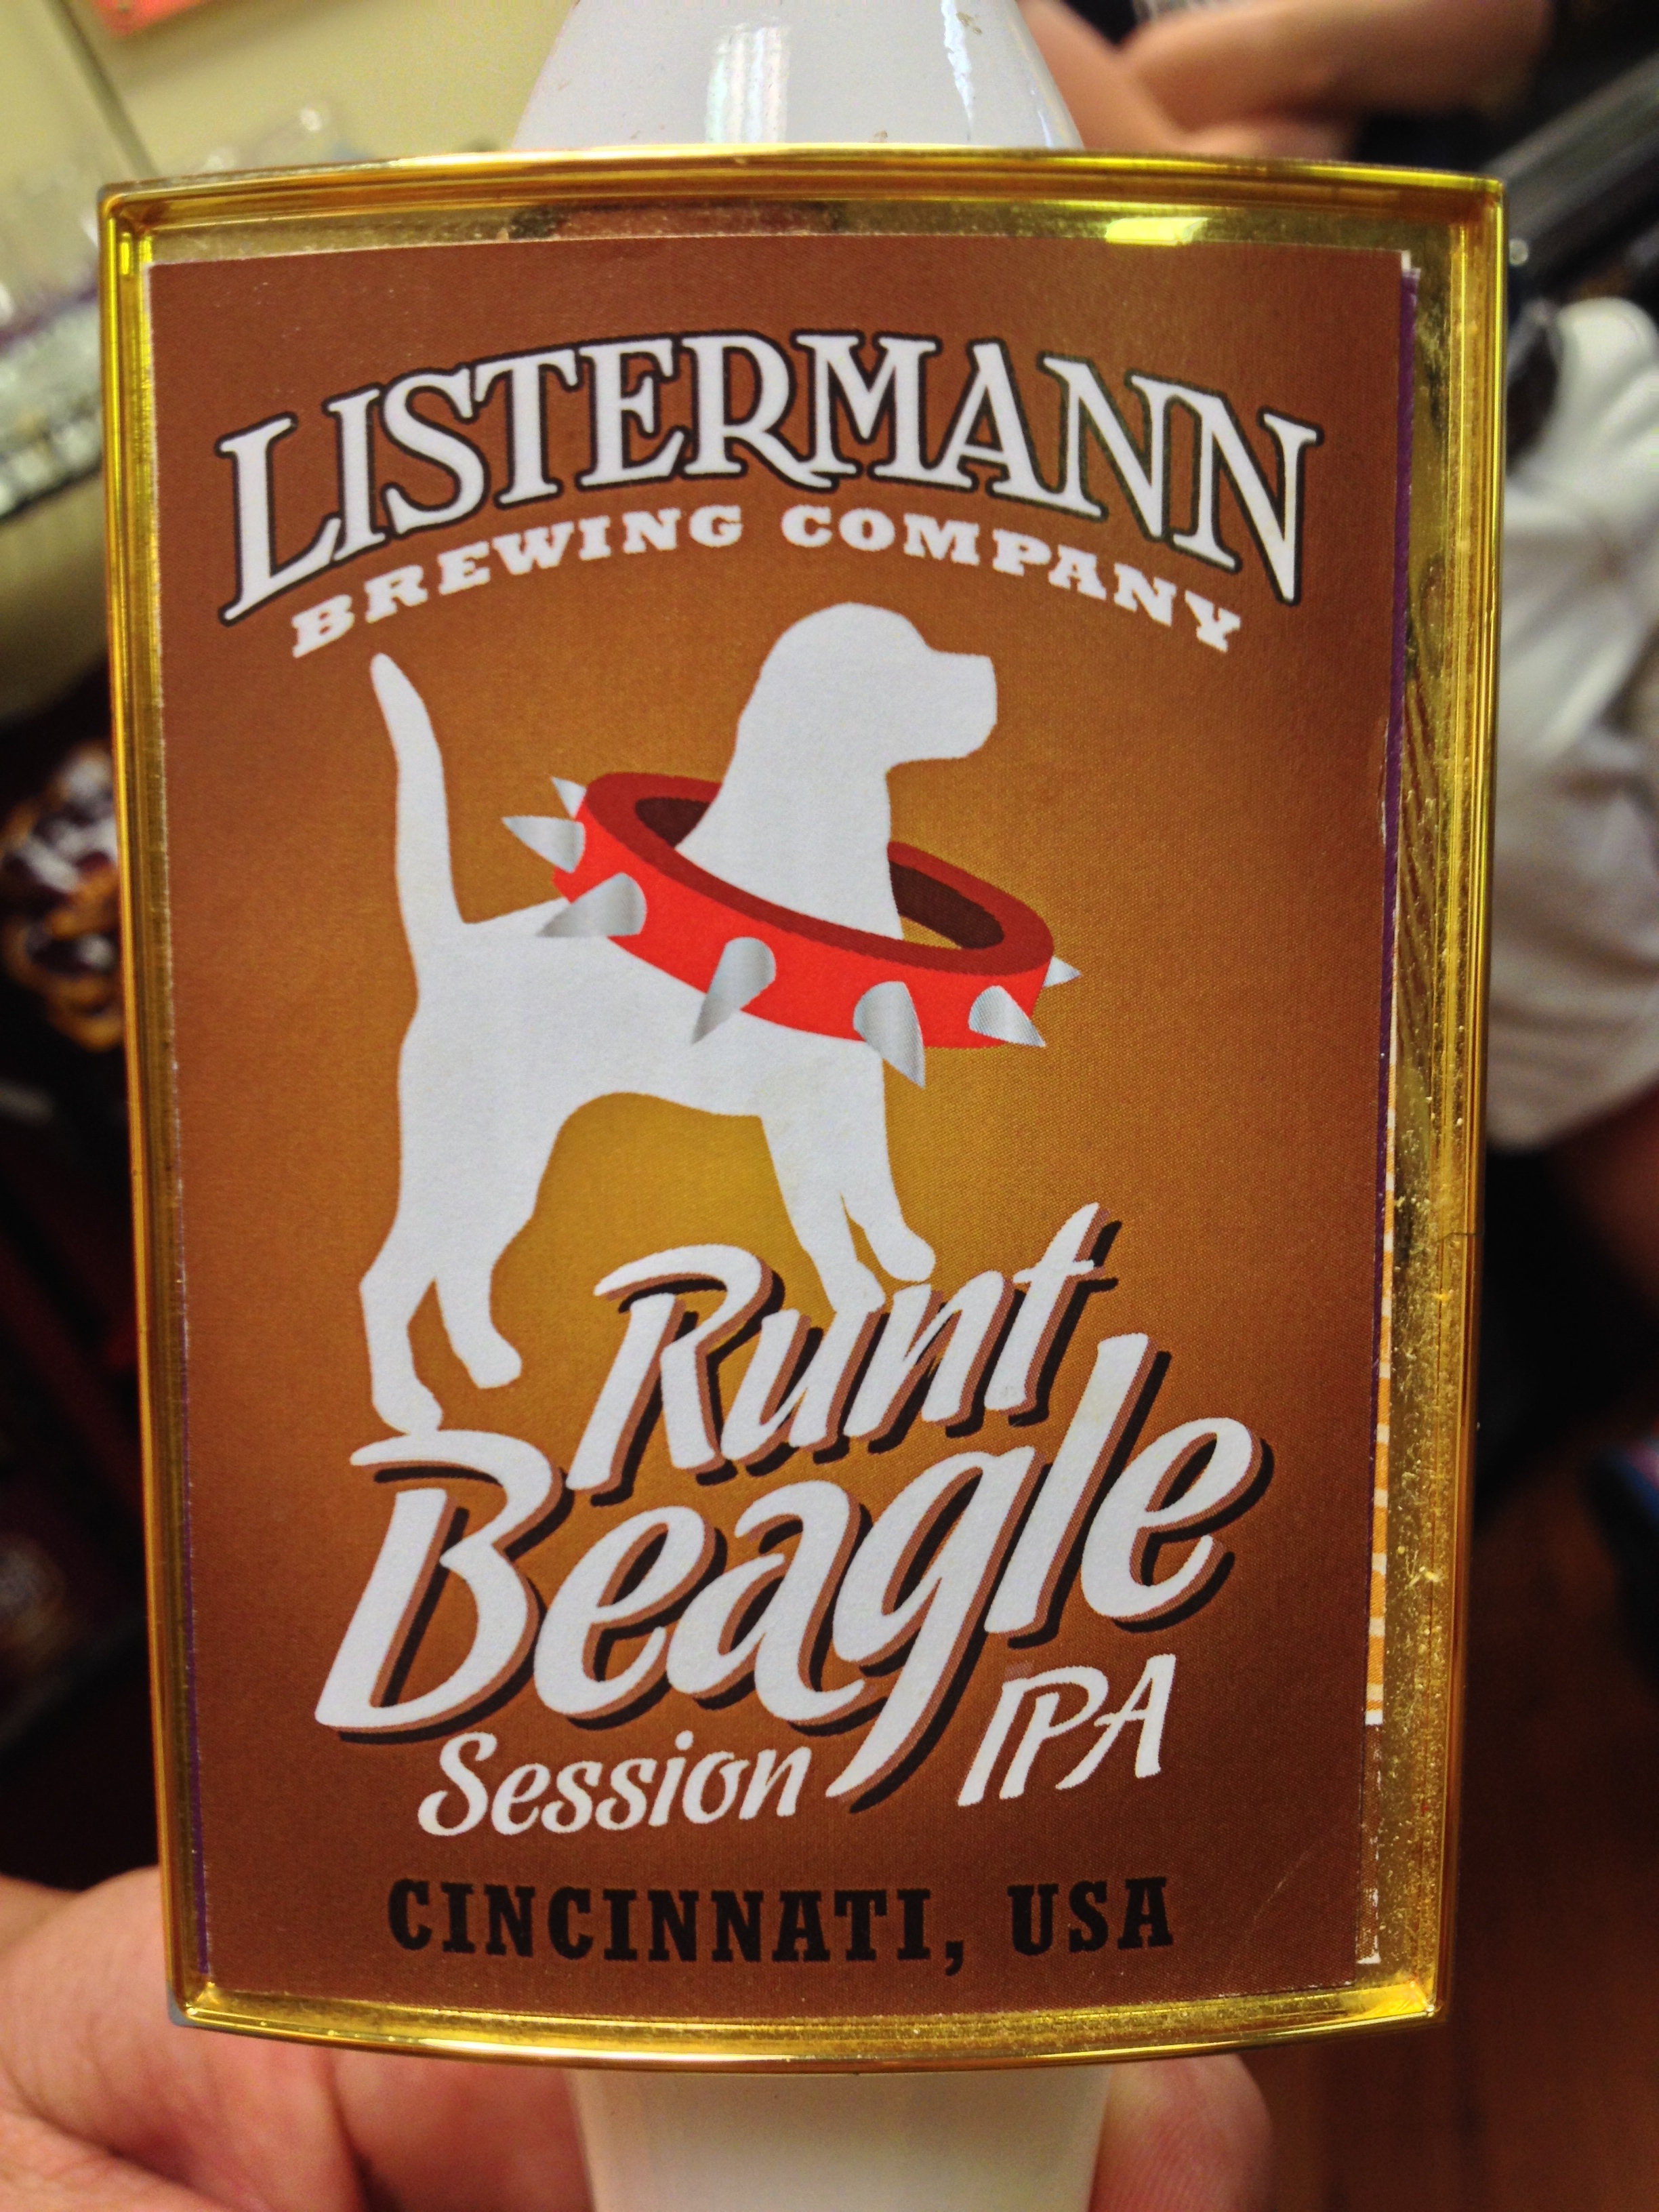 LISTERMANN
BREWING COMPANY
Runt
Beagle
Session IPA
CINCINNATI, USA